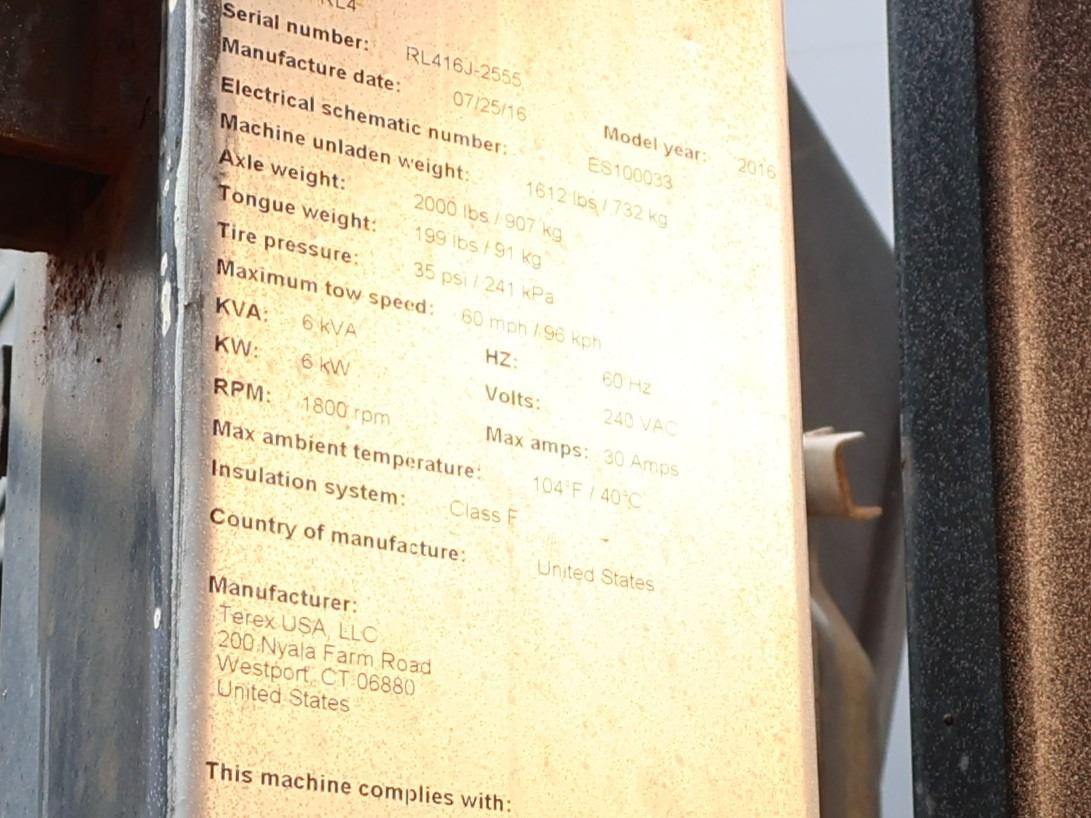 RL4
Serial number: RL416J-2555
Manufacture date: 07/25/16 Model year: 2016
Electrical schematic number: ES100033
Machine unladen weight: 1612 lbs / 732 kg
Axle weight: 2000 lbs / 907 kg
Tongue weight: 199 lbs / 91 kg
Tire pressure: 35 psi / 241 kPa
Maximum tow speed: 60 mph / 96 kph
KVA: 6 kVA HZ: 60 Hz
KW: 6 kW Volts: 240 VAC
RPM: 1800 rpm Max amps: 30 Amps
Max ambient temperature: 104°F / 40°C
Insulation system: Class F
Country of manufacture: United States
Manufacturer:
Terex USA, LLC
200 Nyala Farm Road
Westport, CT 06880
United States
This machine complies with: